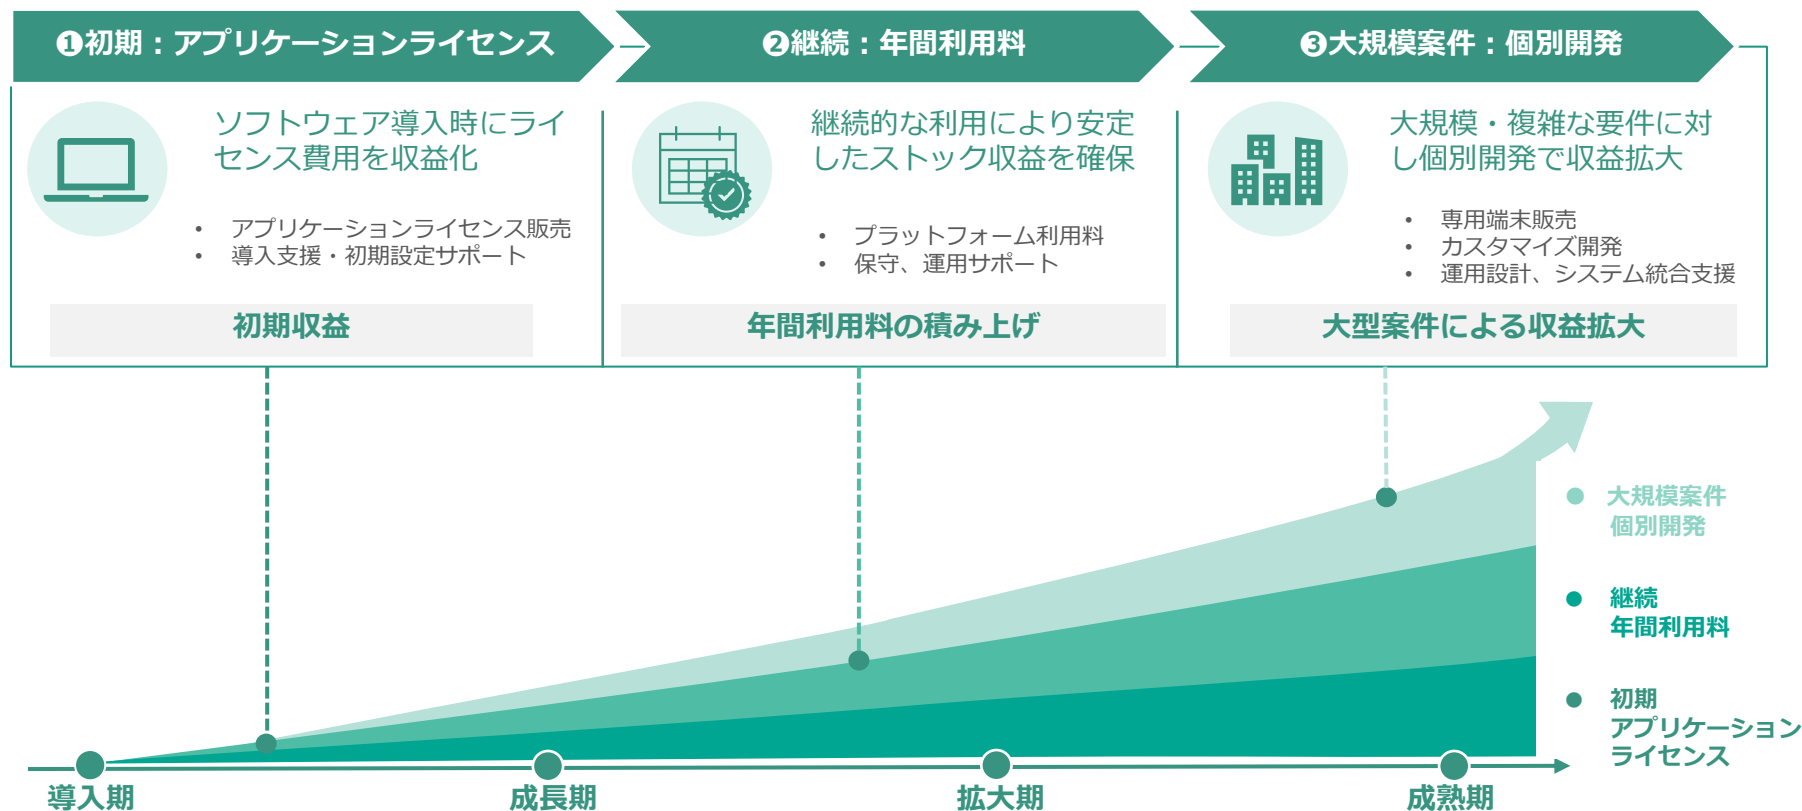 ❶初期：アプリケーションライセンス
❷継続：年間利用料
❸大規模案件：個別開発
ソフトウェア導入時にライ
センス費用を収益化
• アプリケーションライセンス販売
• 導入支援・初期設定サポート
初期収益
継続的な利用により安定
したストック収益を確保
• プラットフォーム利用料
• 保守、運用サポート
年間利用料の積み上げ
大規模・複雑な要件に対
し個別開発で収益拡大
• 専用端末販売
• カスタマイズ開発
• 運用設計、システム統合支援
大型案件による収益拡大
大規模案件
個別開発
継続
年間利用料
初期
アプリケーション
ライセンス
導入期
成長期
拡大期
成熟期